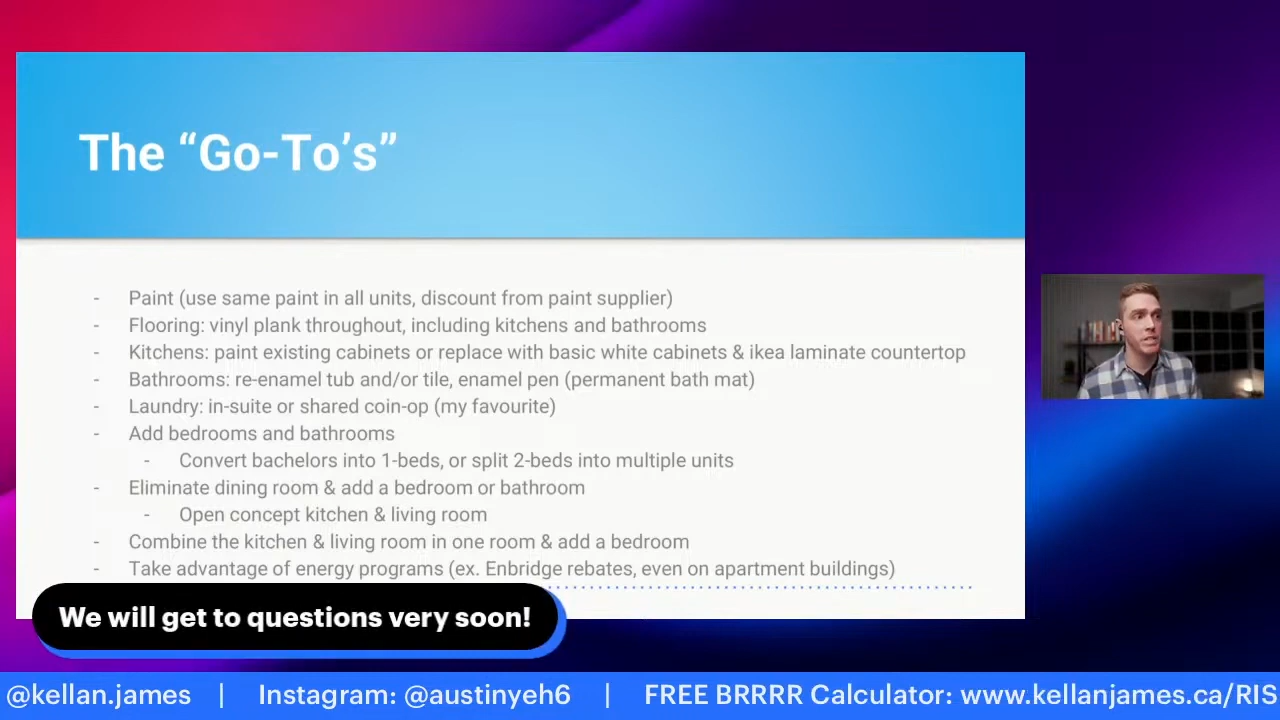 The “Go-To’s”
- Paint (use same paint in all units, discount from paint supplier)
- Flooring: vinyl plank throughout, including kitchens and bathrooms
- Kitchens: paint existing cabinets or replace with basic white cabinets & ikea laminate countertop
- Bathrooms: re-enamel tub and/or tile, enamel pen (permanent bath mat)
- Laundry: in-suite or shared coin-op (my favourite)
- Add bedrooms and bathrooms
- Convert bachelors into 1-beds, or split 2-beds into multiple units
- Eliminate dining room & add a bedroom or bathroom
- Open concept kitchen & living room
- Combine the kitchen & living room in one room & add a bedroom
- Take advantage of energy programs (ex. Enbridge rebates, even on apartment buildings)
We will get to questions very soon!
@kellan.james | Instagram: @austinyeh6 | FREE BRRRR Calculator: www.kellanjames.ca/RIS